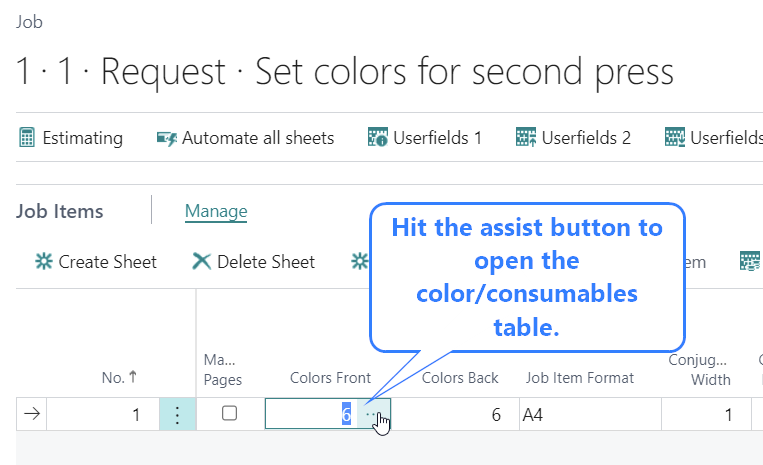 Job
1 · 1 · Request · Set colors for second press
Estimating Automate all sheets Userfields 1 Userfields 2 Userfields
Job Items Manage
Hit the assist button to
open the
color/consumables
table.
Create Sheet Delete Sheet em
Ma... Conjug...
No. ↑ Pages Colors Front Colors Back Job Item Format Width
→ 1 ⋮ 6 ... 6 A4 1